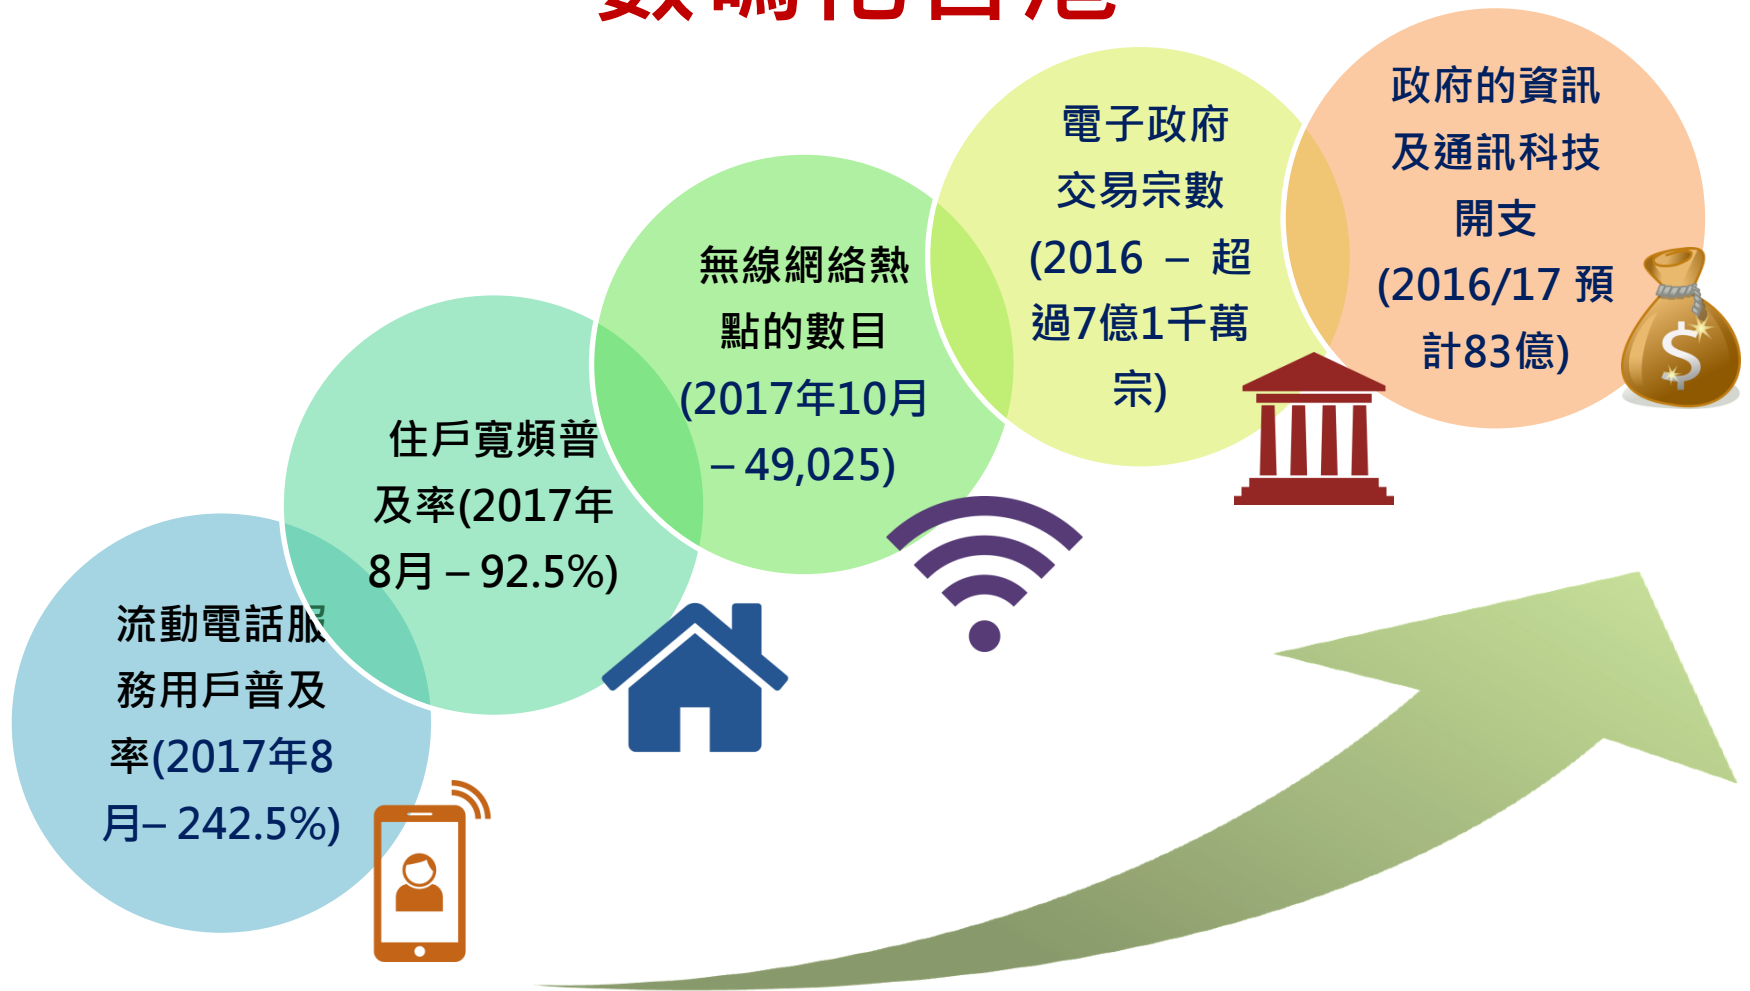 流動電話服
務用戶普及
率(2017年8
月– 242.5%)
住戶寬頻普
及率(2017年
8月 – 92.5%)
無線網絡熱
點的數目
(2017年10月
– 49,025)
電子政府
交易宗數
(2016 – 超
過7億1千萬
宗)
政府的資訊
及通訊科技
開支
(2016/17 預
計83億)
$